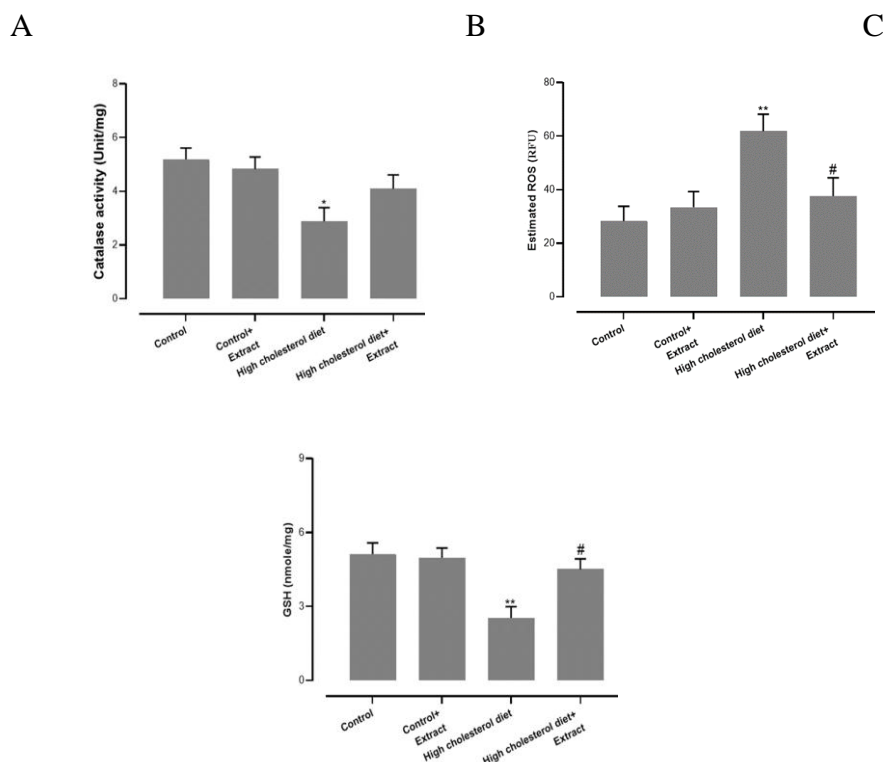 A B C
8
6
4
2
0
Catalase activity (Unit/mg)
*
Control
Control+
Extract
High cholesterol diet
High cholesterol diet+
Extract
80
60
40
20
0
Estimated ROS (RFU)
**
#
Control
Control+
Extract
High cholesterol diet
High cholesterol diet+
Extract
9
6
3
0
GSH (nmole/mg)
**
#
Control
Control+
Extract
High cholesterol diet
High cholesterol diet+
Extract